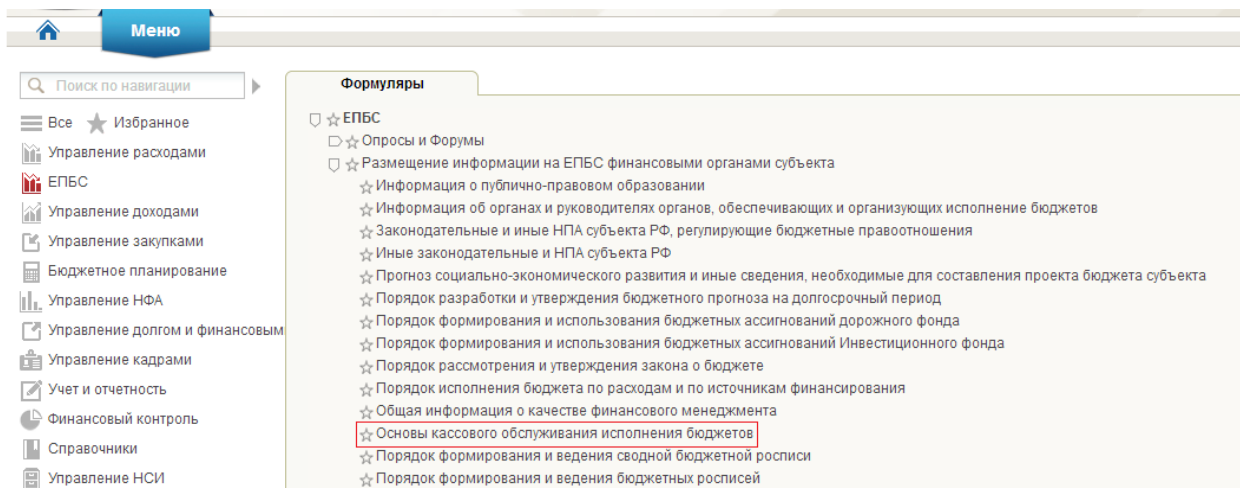 Меню
Поиск по навигации
Все Избранное
Управление расходами
ЕПБС
Управление доходами
Управление закупками
Бюджетное планирование
Управление НФА
Управление долгом и финансовым
Управление кадрами
Учет и отчетность
Финансовый контроль
Справочники
Управление НСИ
Формуляры
ЕПБС
Опросы и Форумы
Размещение информации на ЕПБС финансовыми органами субъекта
Информация о публично-правовом образовании
Информация об органах и руководителях органов, обеспечивающих и организующих исполнение бюджетов
Законодательные и иные НПА субъекта РФ, регулирующие бюджетные правоотношения
Иные законодательные и НПА субъекта РФ
Прогноз социально-экономического развития и иные сведения, необходимые для составления проекта бюджета субъекта
Порядок разработки и утверждения бюджетного прогноза на долгосрочный период
Порядок формирования и использования бюджетных ассигнований дорожного фонда
Порядок формирования и использования бюджетных ассигнований Инвестиционного фонда
Порядок рассмотрения и утверждения закона о бюджете
Порядок исполнения бюджета по расходам и по источникам финансирования
Общая информация о качестве финансового менеджмента
Основы кассового обслуживания исполнения бюджетов
Порядок формирования и ведения сводной бюджетной росписи
Порядок формирования и ведения бюджетных росписей